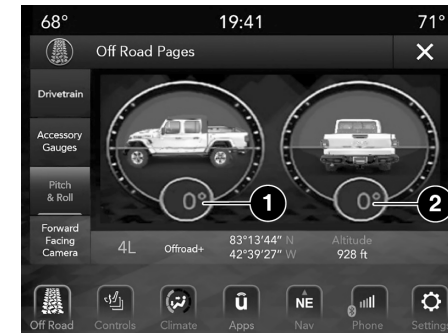 68° 19:41 71°
Off Road Pages
Drivetrain
Accessory
Gauges
Pitch
& Roll
Forward
Facing
Camera
0° 1
0° 2
4L Offroad+
83°13'44" N
42°39'27" W
Altitude
928 ft
û NE
Off Road Controls Climate Apps Nav Phone Setting